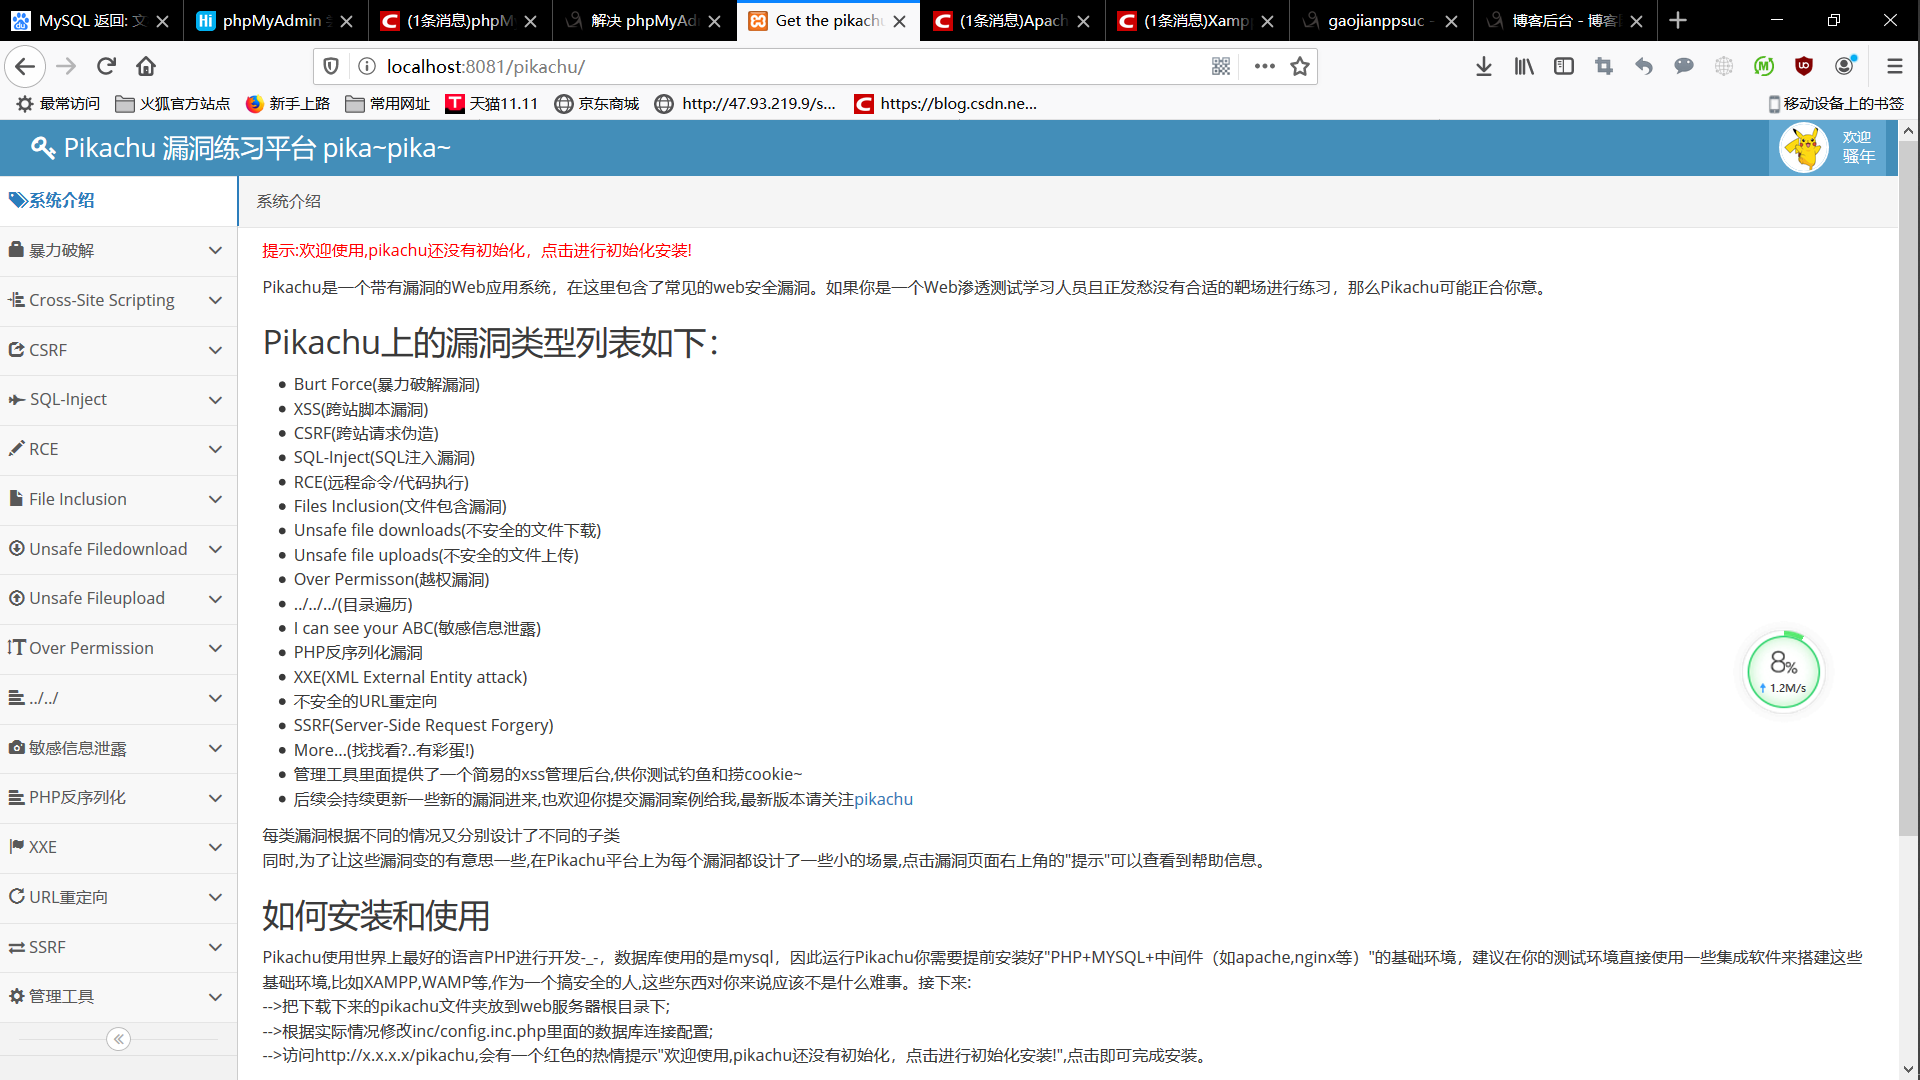 MySQL 返回: 文
phpMyAdmin
(1条消息)phpM
解决 phpMyAd
Get the pikachu
(1条消息)Apach
(1条消息)Xamp
gaojianppsuc -
博客后台 - 博客
localhost:8081/pikachu/
最常访问
火狐官方站点
新手上路
常用网址
天猫11.11
京东商城
http://47.93.219.9/s...
https://blog.csdn.ne...
移动设备上的书签
Pikachu 漏洞练习平台 pika~pika~
欢迎
骚年
系统介绍
暴力破解
Cross-Site Scripting
CSRF
SQL-Inject
RCE
File Inclusion
Unsafe Filedownload
Unsafe Fileupload
Over Permission
../../
敏感信息泄露
PHP反序列化
XXE
URL重定向
SSRF
管理工具
系统介绍
提示:欢迎使用,pikachu还没有初始化，点击进行初始化安装!
Pikachu是一个带有漏洞的Web应用系统，在这里包含了常见的web安全漏洞。如果你是一个Web渗透测试学习人员且正发愁没有合适的靶场进行练习，那么Pikachu可能正合你意。
Pikachu上的漏洞类型列表如下：
Burt Force(暴力破解漏洞)
XSS(跨站脚本漏洞)
CSRF(跨站请求伪造)
SQL-Inject(SQL注入漏洞)
RCE(远程命令/代码执行)
Files Inclusion(文件包含漏洞)
Unsafe file downloads(不安全的文件下载)
Unsafe file uploads(不安全的文件上传)
Over Permisson(越权漏洞)
../../../(目录遍历)
I can see your ABC(敏感信息泄露)
PHP反序列化漏洞
XXE(XML External Entity attack)
不安全的URL重定向
SSRF(Server-Side Request Forgery)
More...(找找看?..有彩蛋!)
管理工具里面提供了一个简易的xss管理后台,供你测试钓鱼和捞cookie~
后续会持续更新一些新的漏洞进来,也欢迎你提交漏洞案例给我,最新版本请关注pikachu
每类漏洞根据不同的情况又分别设计了不同的子类
同时,为了让这些漏洞变的有意思一些,在Pikachu平台上为每个漏洞都设计了一些小的场景,点击漏洞页面右上角的"提示"可以查看到帮助信息。
如何安装和使用
Pikachu使用世界上最好的语言PHP进行开发-_-，数据库使用的是mysql，因此运行Pikachu你需要提前安装好"PHP+MYSQL+中间件（如apache,nginx等）"的基础环境，建议在你的测试环境直接使用一些集成软件来搭建这些
基础环境,比如XAMPP,WAMP等,作为一个搞安全的人,这些东西对你来说应该不是什么难事。接下来:
-->把下载下来的pikachu文件夹放到web服务器根目录下;
-->根据实际情况修改inc/config.inc.php里面的数据库连接配置;
-->访问http://x.x.x.x/pikachu,会有一个红色的热情提示"欢迎使用,pikachu还没有初始化，点击进行初始化安装!",点击即可完成安装。
8%
1.2M/s